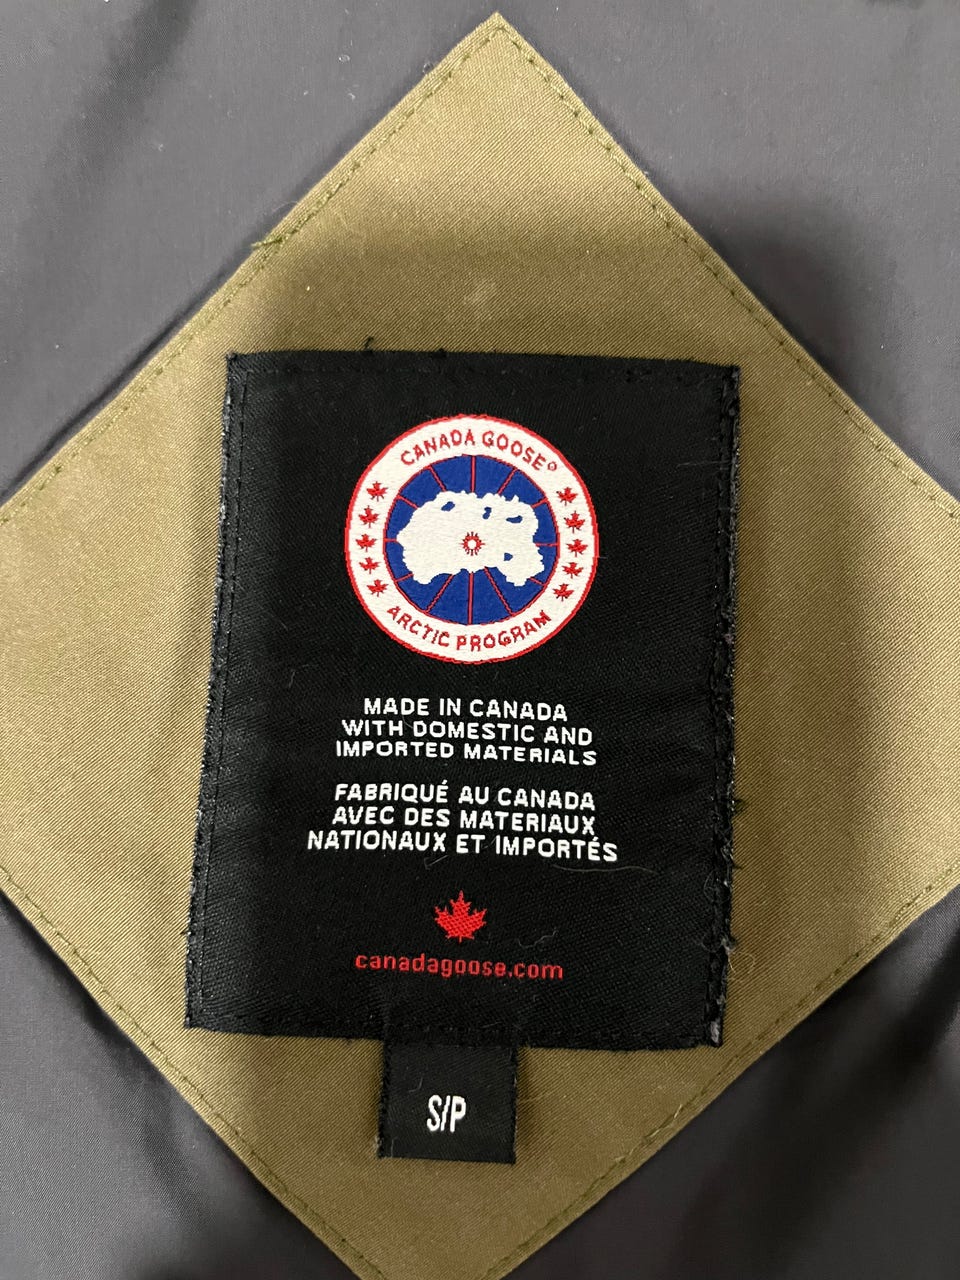 CANADA GOOSE®
ARCTIC PROGRAM
MADE IN CANADA
WITH DOMESTIC AND
IMPORTED MATERIALS
FABRIQUÉ AU CANADA
AVEC DES MATERIAUX
NATIONAUX ET IMPORTÉS
canadagoose.com
S/P